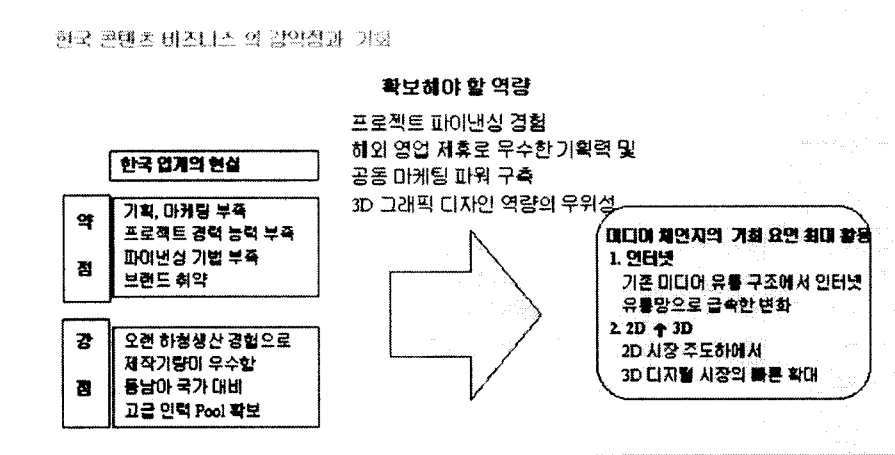 한국 콘텐츠 비즈니스 의 강약점과 기회
확보해야 할 역량
프로젝트 파이낸싱 경험
해외 영업 제휴로 우수한 기획력 및
공동 마케팅 파워 구축
3D 그래픽 디자인 역량의 우위성
한국 업계의 현실
약
점
기획, 마케팅 부족
프로젝트 경력 능력 부족
파이낸싱 기법 부족
브랜드 취약
강
점
오랜 하청생산 경험으로
제작기량이 우수함
동남아 국가 대비
고급 인력 Pool 확보
미디어 체인지의 기회 요인 최대 활용
1. 인터넷
기존 미디어 유통 구조에서 인터넷
유통망으로 급속한 변화
2. 2D ↑ 3D
2D 시장 주도하에서
3D 디지털 시장의 빠른 확대